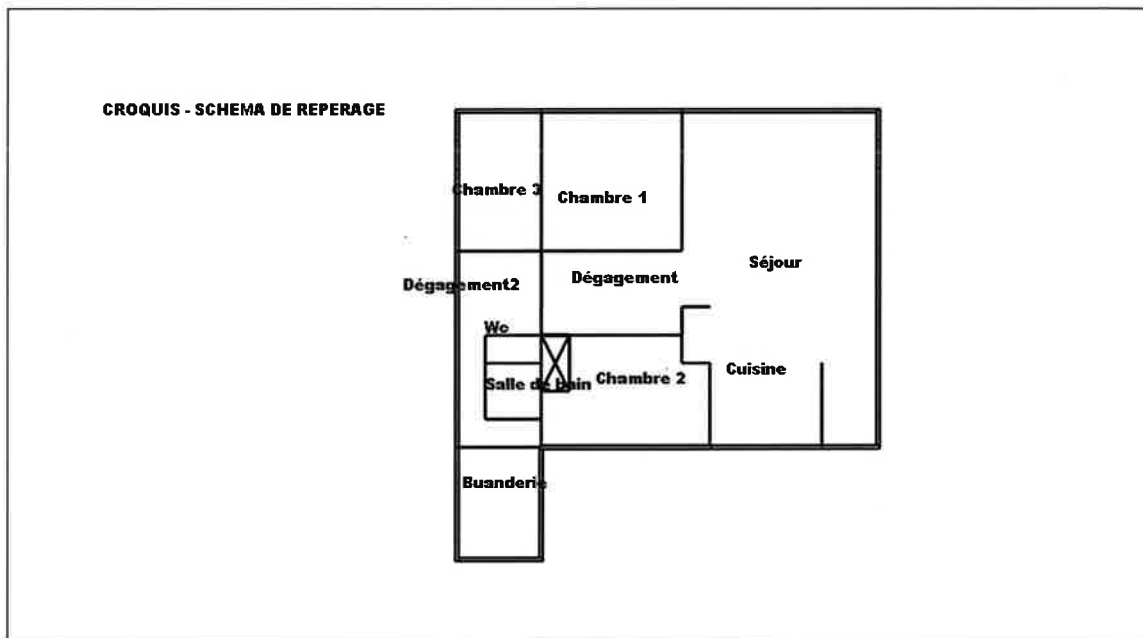 CROQUIS - SCHEMA DE REPERAGE
Chambre 3
Chambre 1
Séjour
Dégagement
Dégagement2
Wc
Cuisine
Chambre 2
Salle de bain
Buanderie